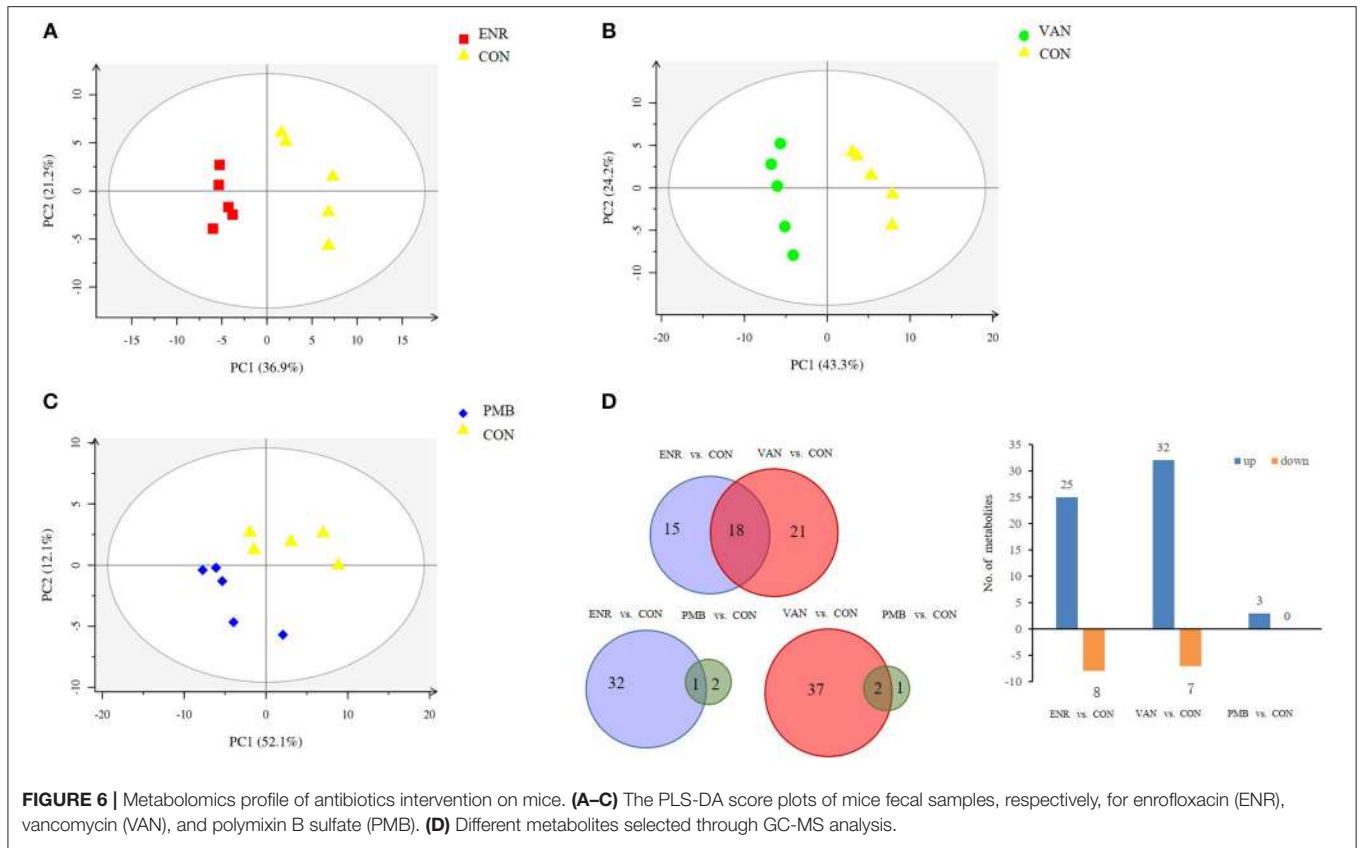 A
ENR
CON
10
5
0
-5
-10
PC2 (21.2%)
-15
-10
-5
0
5
10
15
PC1 (36.9%)
B
VAN
CON
10
5
0
-5
-10
PC2 (24.2%)
-20
-10
0
10
20
PC1 (43.3%)
C
PMB
CON
10
5
0
-5
-10
PC2 (12.1%)
-20
-10
0
10
20
PC1 (52.1%)
D
ENR vs. CON
VAN vs. CON
15
18
21
ENR vs. CON
PMB vs. CON
32
1
2
VAN vs. CON
PMB vs. CON
37
2
1
No. of metabolites
35
30
25
20
15
10
5
0
-5
-10
up
down
25
32
3
0
8
7
ENR vs. CON
VAN vs. CON
PMB vs. CON
FIGURE 6 | Metabolomics profile of antibiotics intervention on mice. (A–C) The PLS-DA score plots of mice fecal samples, respectively, for enrofloxacin (ENR),
vancomycin (VAN), and polymixin B sulfate (PMB). (D) Different metabolites selected through GC-MS analysis.